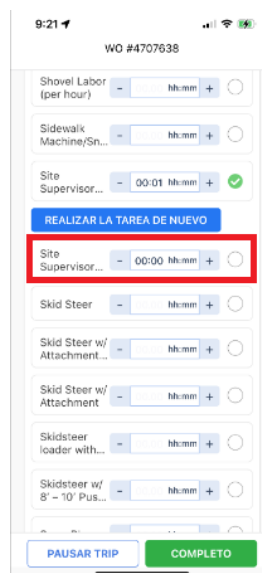 9:21
WO #4707638
Shovel Labor
(per hour)
- hh:mm +
Sidewalk
Machine/Sn...
- hh:mm +
Site
Supervisor...
- 00:01 hh:mm +
REALIZAR LA TAREA DE NUEVO
Site
Supervisor...
- 00:00 hh:mm +
Skid Steer
- hh:mm +
Skid Steer w/
Attachment...
- hh:mm +
Skid Steer w/
Attachment
- hh:mm +
Skidsteer
loader with...
- hh:mm +
Skidsteer w/
8' – 10' Pus...
- hh:mm +
PAUSAR TRIP
COMPLETO